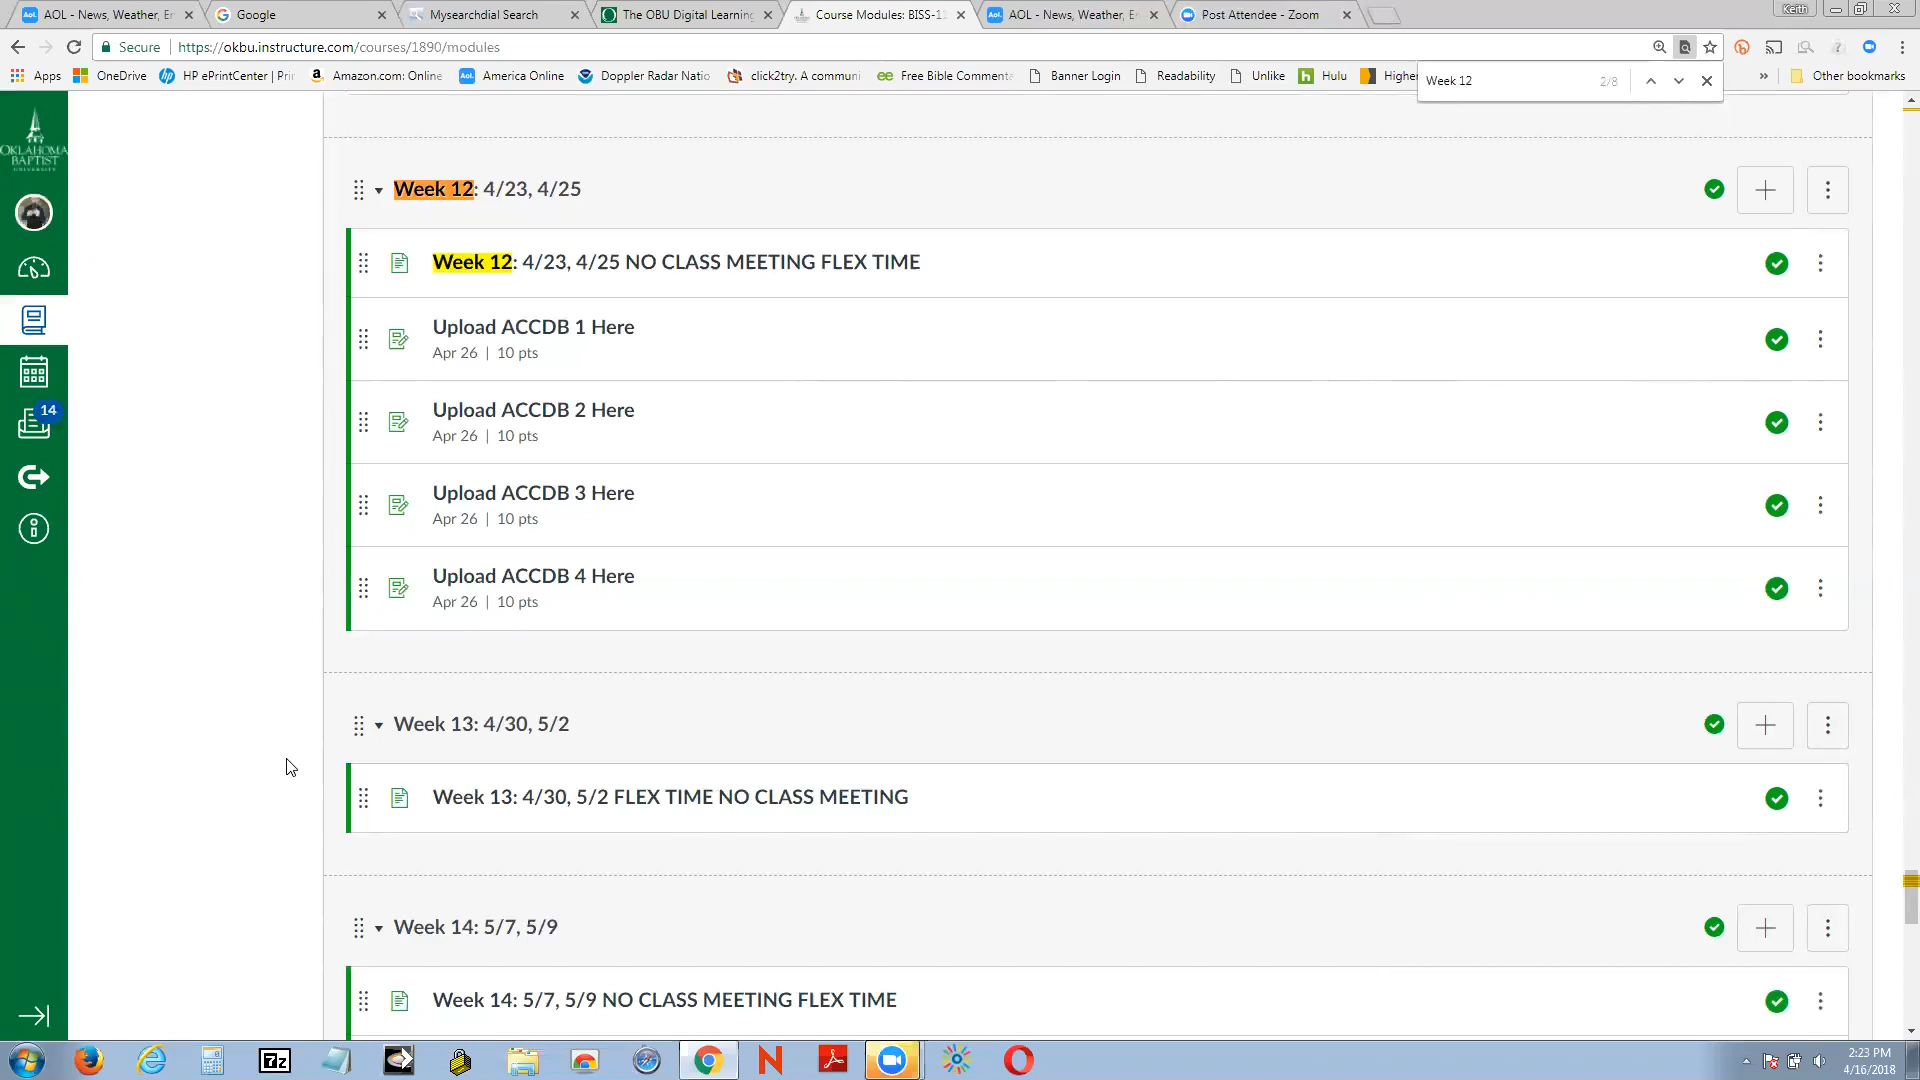 AOL - News, Weather, En
Google
Mysearchdial Search
The OBU Digital Learning
Course Modules: BISS-1
AOL - News, Weather, En
Post Attendee - Zoom
Keith
Secure | https://okbu.instructure.com/courses/1890/modules
Apps
OneDrive
HP ePrintCenter | Pri
Amazon.com: Online
America Online
Doppler Radar Natio
click2try. A communi
Free Bible Comment
Banner Login
Readability
Unlike
Hulu
Higher
Week 12
2/8
Other bookmarks
OKLAHOMA
BAPTIST
UNIVERSITY
14
Week 12: 4/23, 4/25
Week 12: 4/23, 4/25 NO CLASS MEETING FLEX TIME
Upload ACCDB 1 Here
Apr 26 | 10 pts
Upload ACCDB 2 Here
Apr 26 | 10 pts
Upload ACCDB 3 Here
Apr 26 | 10 pts
Upload ACCDB 4 Here
Apr 26 | 10 pts
Week 13: 4/30, 5/2
Week 13: 4/30, 5/2 FLEX TIME NO CLASS MEETING
Week 14: 5/7, 5/9
Week 14: 5/7, 5/9 NO CLASS MEETING FLEX TIME
7z
2:23 PM
4/16/2018